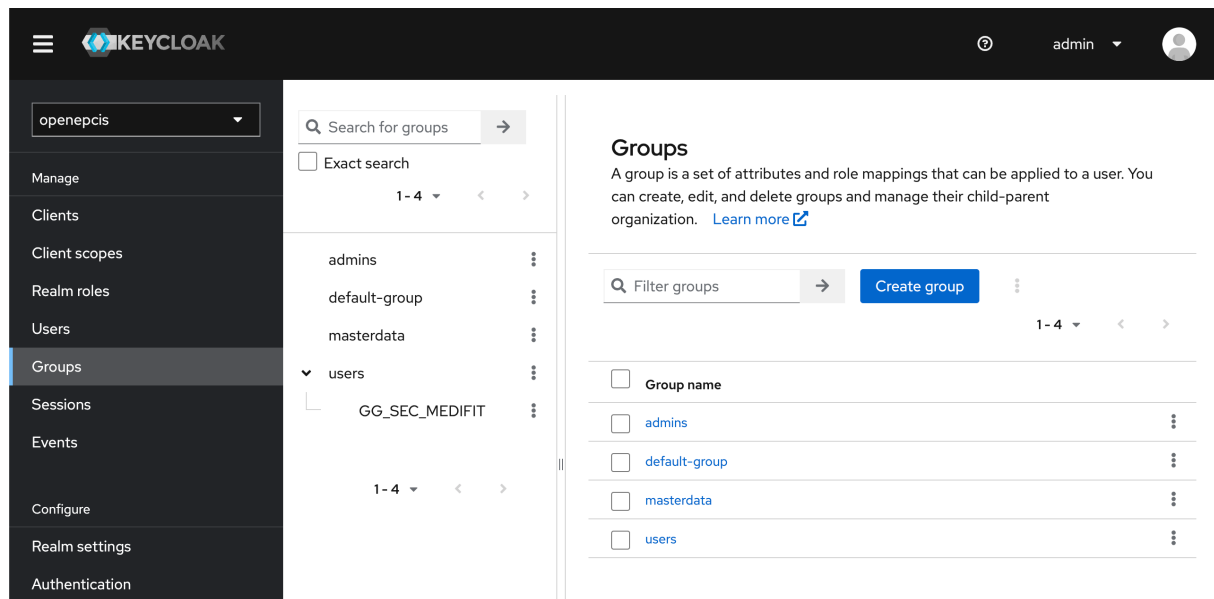 KEYCLOAK
admin
openepcis
Manage
Clients
Client scopes
Realm roles
Users
Groups
Sessions
Events
Configure
Realm settings
Authentication
Search for groups
Exact search
1 - 4
admins
default-group
masterdata
users
GG_SEC_MEDIFIT
1 - 4
Groups
A group is a set of attributes and role mappings that can be applied to a user. You
can create, edit, and delete groups and manage their child-parent
organization. Learn more
Filter groups
Create group
1 - 4
Group name
admins
default-group
masterdata
users